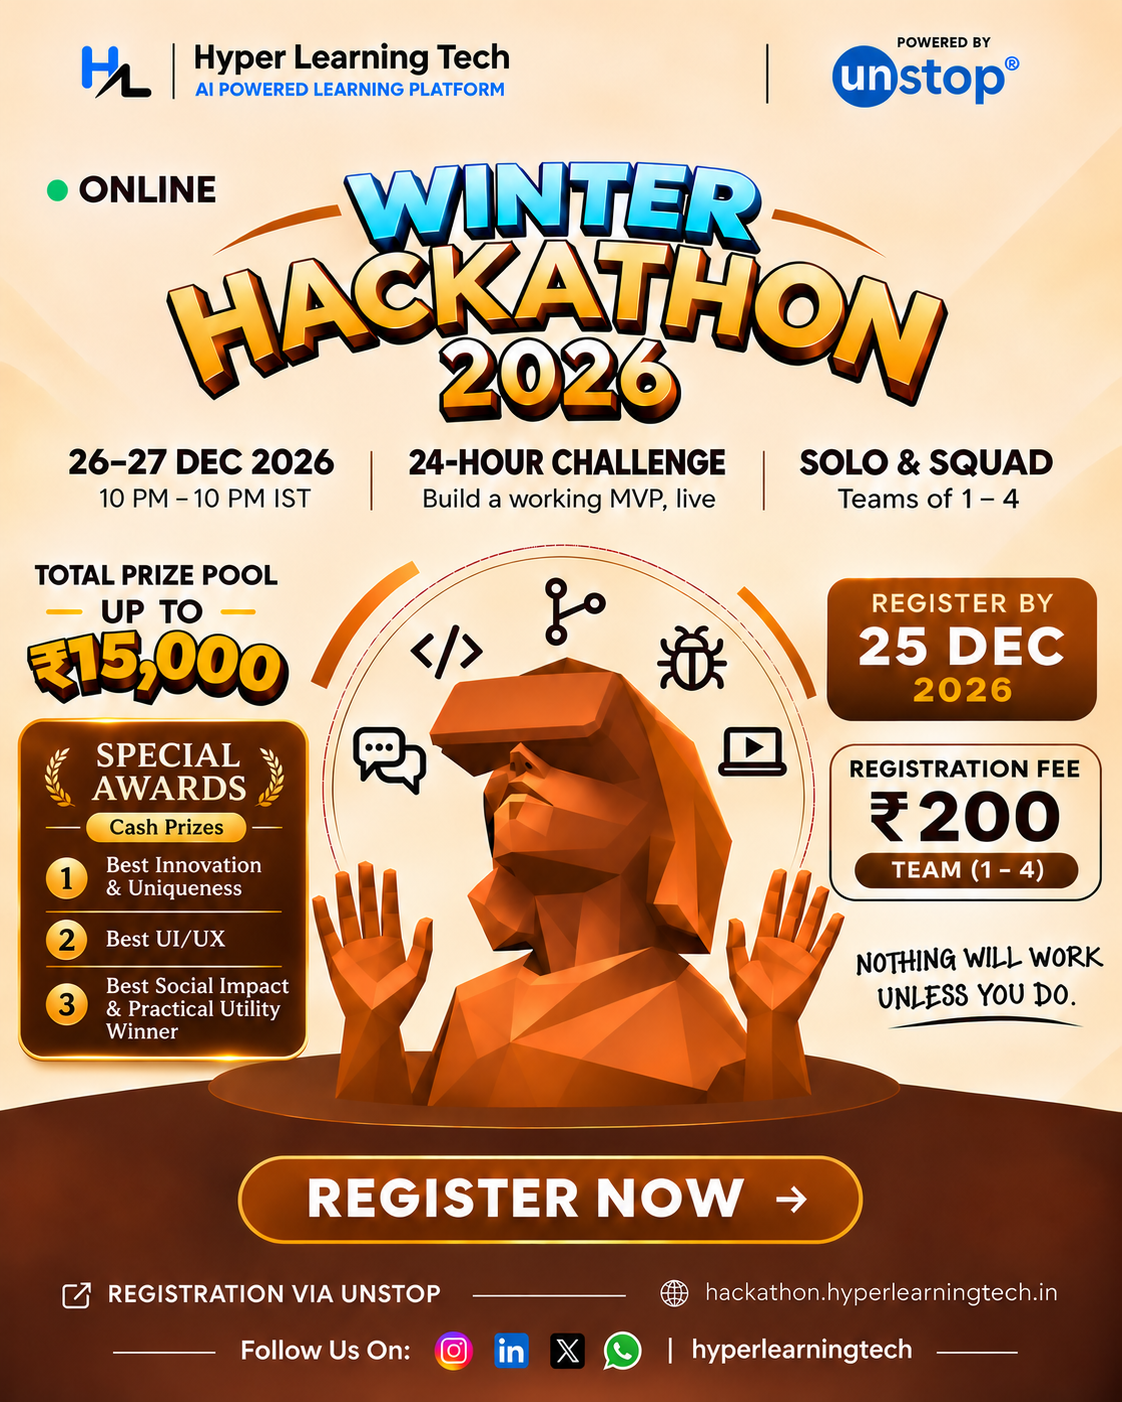 HL
Hyper Learning Tech
AI POWERED LEARNING PLATFORM
POWERED BY
unstop®
ONLINE
WINTER
HACKATHON
2026
26–27 DEC 2026
10 PM – 10 PM IST
24-HOUR CHALLENGE
Build a working MVP, live
SOLO & SQUAD
Teams of 1 – 4
TOTAL PRIZE POOL
UP TO
₹15,000
SPECIAL
AWARDS
Cash Prizes
1
Best Innovation
& Uniqueness
2
Best UI/UX
3
Best Social Impact
& Practical Utility
Winner
</>
REGISTER BY
25 DEC
2026
REGISTRATION FEE
₹200
TEAM (1 – 4)
NOTHING WILL WORK
UNLESS YOU DO.
REGISTER NOW →
REGISTRATION VIA UNSTOP
hackathon.hyperlearningtech.in
Follow Us On: in X | hyperlearningtech